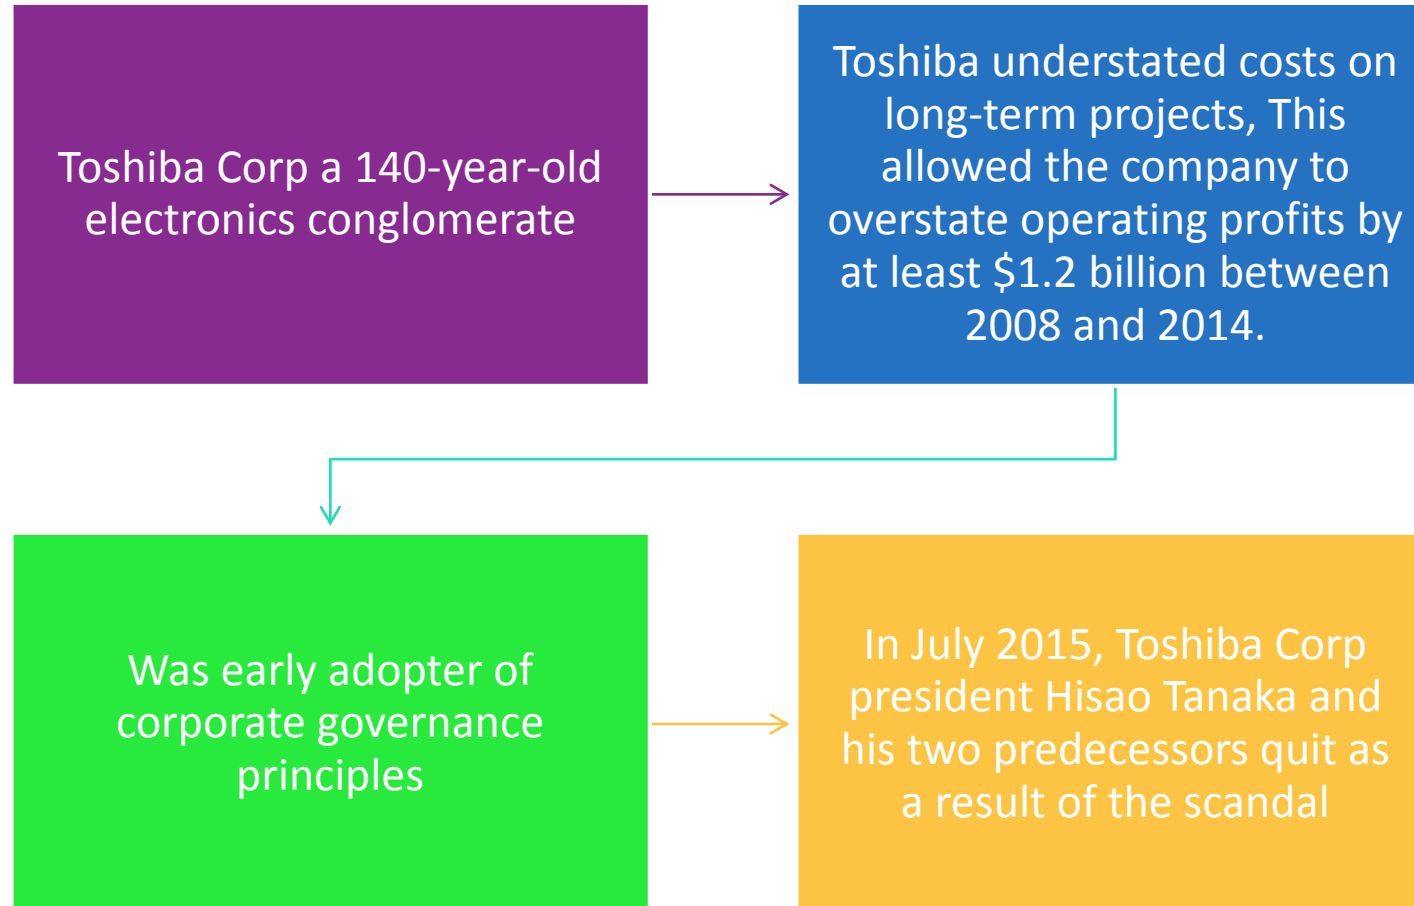 Toshiba Corp a 140-year-old
electronics conglomerate
Toshiba understated costs on
long-term projects, This
allowed the company to
overstate operating profits by
at least $1.2 billion between
2008 and 2014.
Was early adopter of
corporate governance
principles
In July 2015, Toshiba Corp
president Hisao Tanaka and
his two predecessors quit as
a result of the scandal